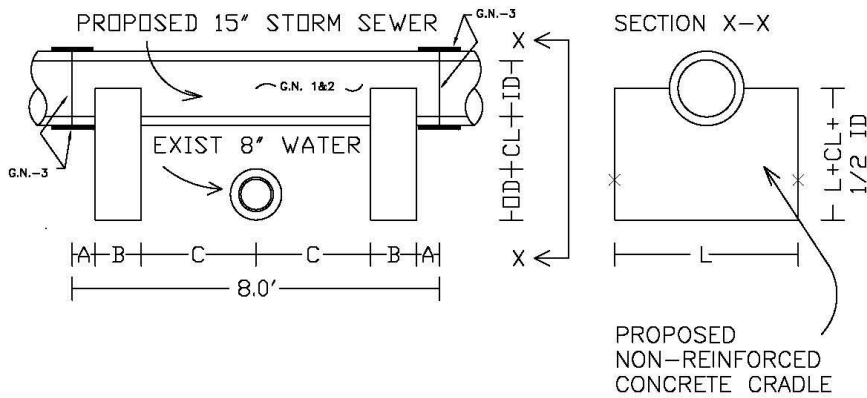 G.N.-3
PROPOSED 15" STORM SEWER
G.N.-3
X
SECTION X-X
G.N. 1&2
ID
CL
OD
EXIST 8" WATER
G.N.-3
L+CL+
1/2 ID
A
B
C
C
B
A
X
L
8.0'
PROPOSED
NON-REINFORCED
CONCRETE CRADLE